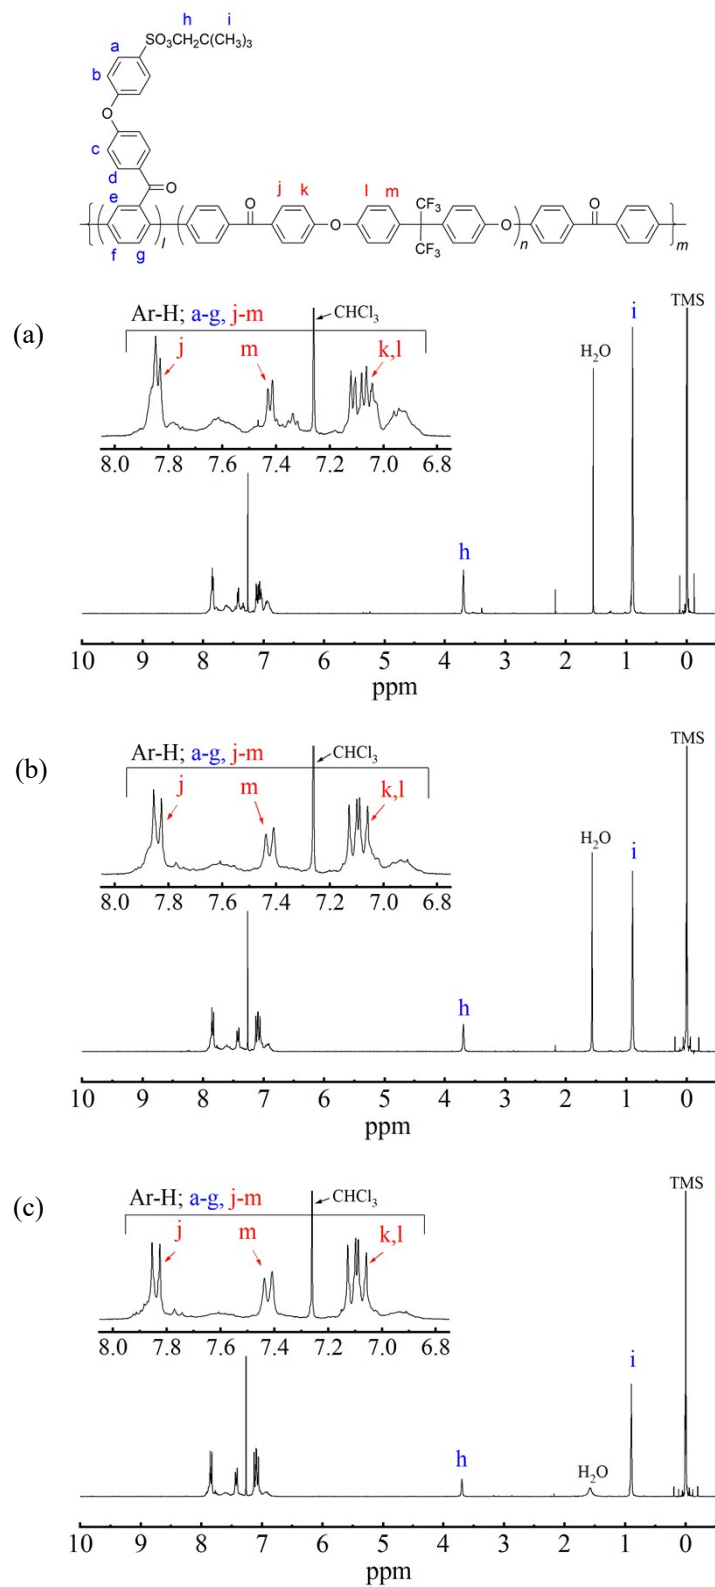 h i
SO₃CH₂C(CH₃)₃
a
b
O
c
d
O
e
j k l m
O CF₃
O CF₃ O n O m
l
f g
(a)
Ar-H; a-g, j-m
CHCl₃
j m k,l
8.0 7.8 7.6 7.4 7.2 7.0 6.8
TMS
i
H₂O
h
10 9 8 7 6 5 4 3 2 1 0
ppm
(b)
Ar-H; a-g, j-m
CHCl₃
j m k,l
8.0 7.8 7.6 7.4 7.2 7.0 6.8
TMS
H₂O
i
h
10 9 8 7 6 5 4 3 2 1 0
ppm
(c)
Ar-H; a-g, j-m
CHCl₃
j m k,l
8.0 7.8 7.6 7.4 7.2 7.0 6.8
TMS
i
h
H₂O
10 9 8 7 6 5 4 3 2 1 0
ppm